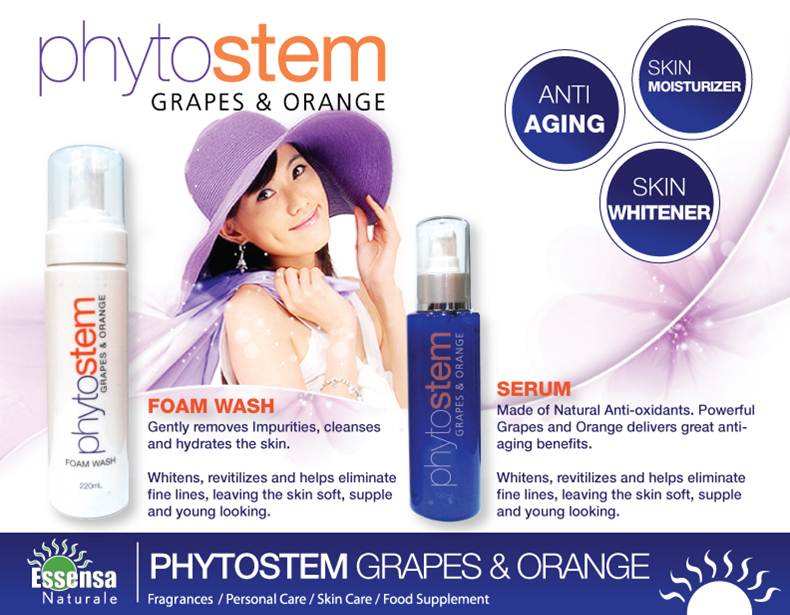 phytostem
GRAPES & ORANGE
ANTI
AGING
SKIN
MOISTURIZER
SKIN
WHITENER
phytostem
GRAPES & ORANGE
FOAM WASH
220mL
FOAM WASH
Gently removes Impurities, cleanses
and hydrates the skin.
Whitens, revitilizes and helps eliminate
fine lines, leaving the skin soft, supple
and young looking.
phytostem
GRAPES & ORANGE
SERUM
Made of Natural Anti-oxidants. Powerful
Grapes and Orange delivers great anti-
aging benefits.
Whitens, revitilizes and helps eliminate
fine lines, leaving the skin soft, supple
and young looking.
Essensa
Naturale
PHYTOSTEM GRAPES & ORANGE
Fragrances / Personal Care / Skin Care / Food Supplement